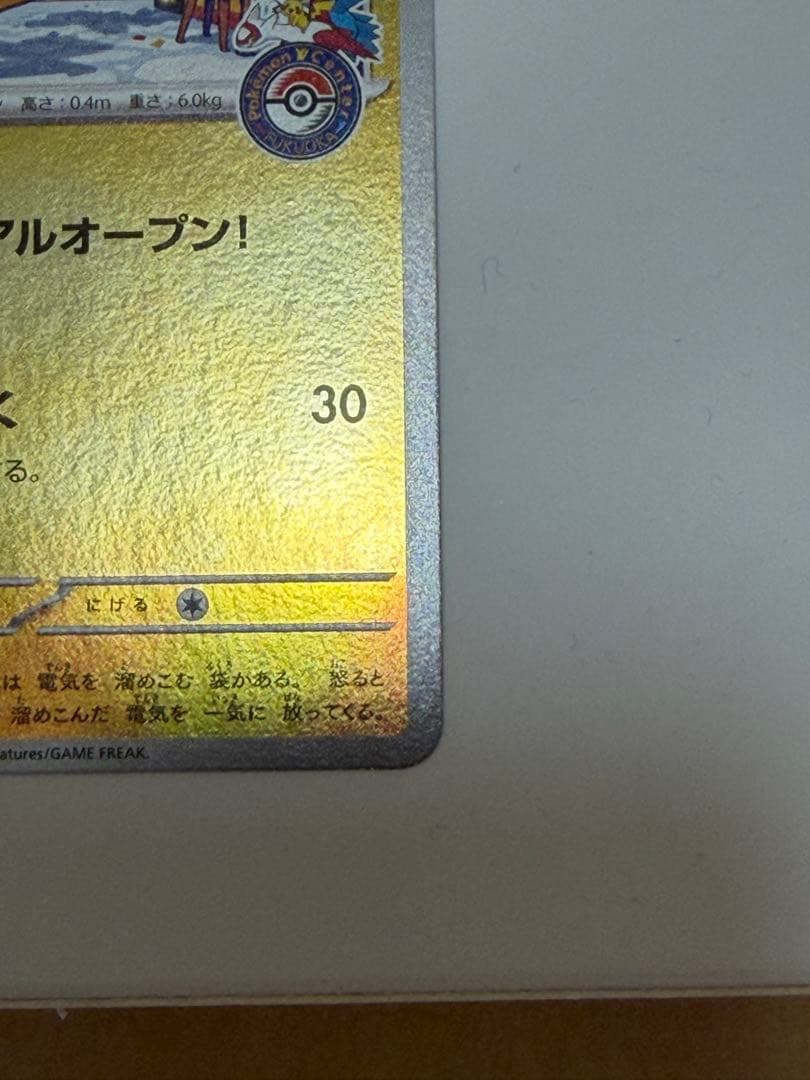 高さ:0.4m 重さ:6.0kg
Pokémon Center
FUKUOKA
アルオープン!
く 30
する。
にげる
は 電気を 溜めこむ 袋がある。 怒ると
溜めこんだ 電気を 一気に 放ってくる。
atures/GAME FREAK.